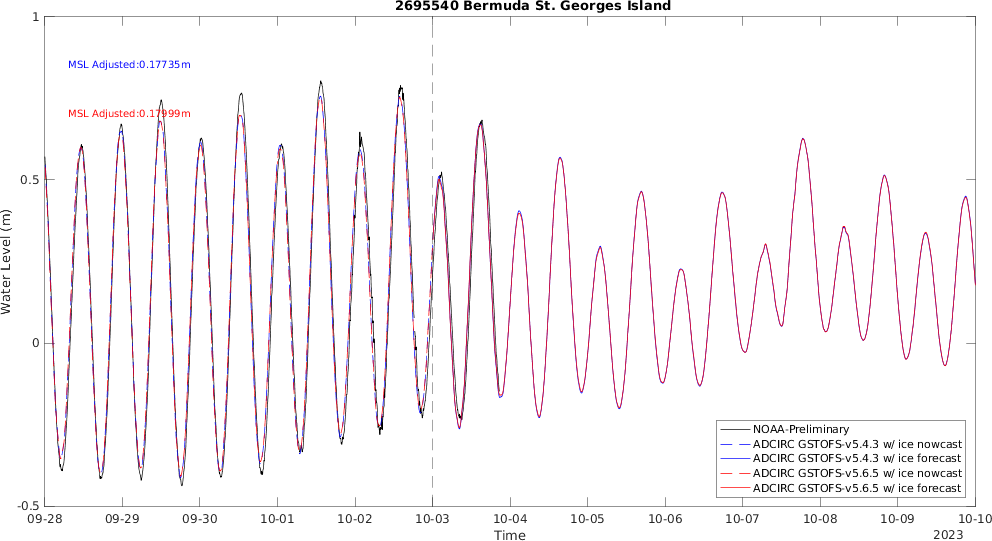 2695540 Bermuda St. Georges Island
MSL Adjusted:0.17735m
MSL Adjusted:0.17999m
Water Level (m)
1
0.5
0
-0.5
09-28 09-29 09-30 10-01 10-02 10-03 10-04 10-05 10-06 10-07 10-08 10-09 10-10
Time
2023
NOAA-Preliminary
ADCIRC GSTOFS-v5.4.3 w/ ice nowcast
ADCIRC GSTOFS-v5.4.3 w/ ice forecast
ADCIRC GSTOFS-v5.6.5 w/ ice nowcast
ADCIRC GSTOFS-v5.6.5 w/ ice forecast